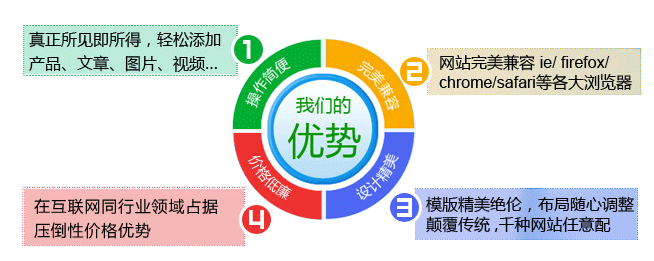 真正所见即所得，轻松添加
产品、文章、图片、视频...
1
操作简便
完美兼容
2
网站完美兼容 ie/ firefox/
chrome/safari等各大浏览器
我们的
优势
价格低廉
设计精美
4
在互联网同行业领域占据
压倒性价格优势
3
模版精美绝伦，布局随心调整
颠覆传统 ,千种网站任意配